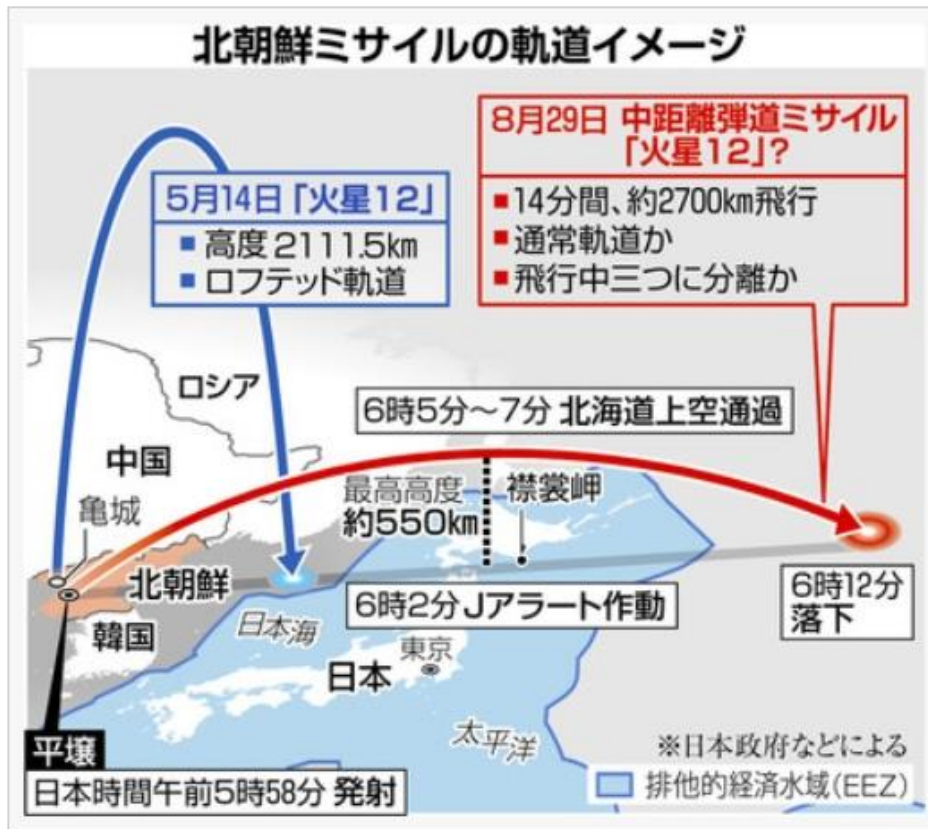 北朝鮮ミサイルの軌道イメージ
8月29日 中距離弾道ミサイル
「火星12」?
■ 14分間、約2700㎞飛行
■ 通常軌道か
■ 飛行中三つに分離か
5月14日「火星12」
■ 高度2111.5㎞
■ ロフテッド軌道
ロシア
6時5分〜7分 北海道上空通過
中国
亀城
最高高度
約550㎞
襟裳岬
北朝鮮
6時2分Jアラート作動
6時12分
落下
韓国
日本海
東京
日本
太平洋
平壌
日本時間午前5時58分 発射
※日本政府などによる
排他的経済水域(EEZ)